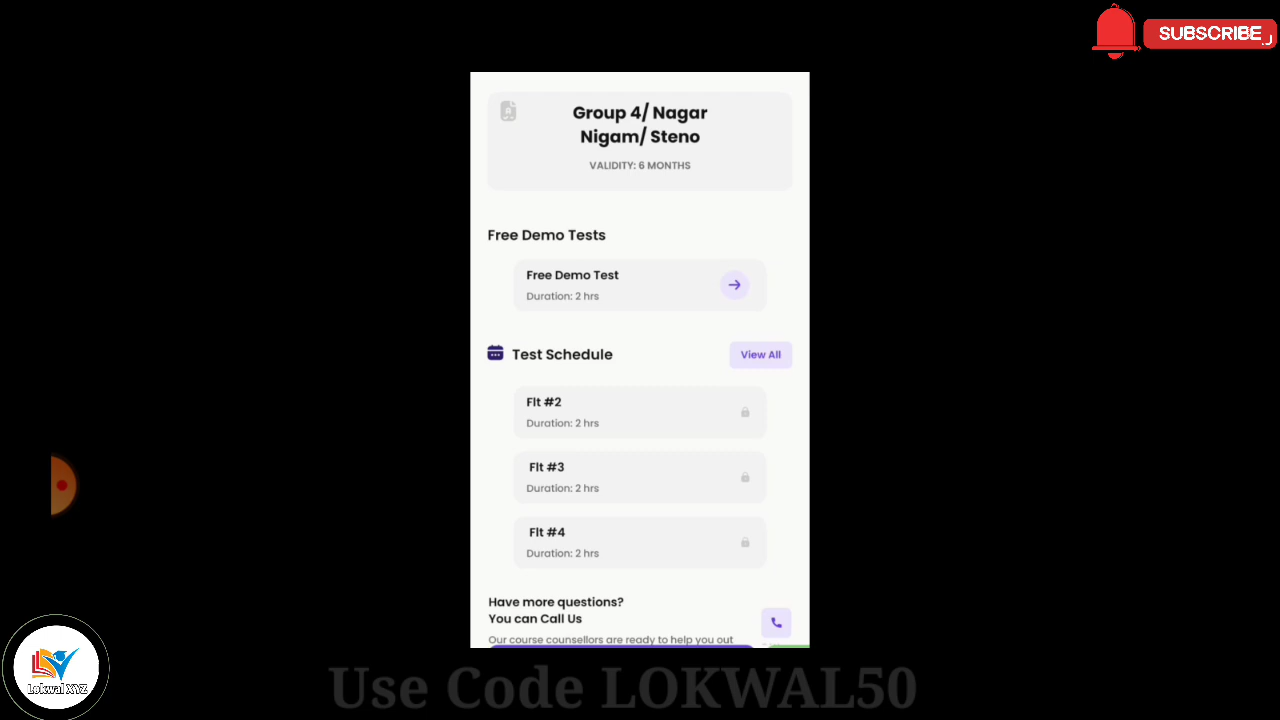 SUBSCRIBE
Group 4/ Nagar
Nigam/ Steno
VALIDITY: 6 MONTHS
Free Demo Tests
Free Demo Test
Duration: 2 hrs
Test Schedule
View All
Flt #2
Duration: 2 hrs
Flt #3
Duration: 2 hrs
Flt #4
Duration: 2 hrs
Have more questions?
You can Call Us
Our course counsellors are ready to help you out
Lokwal XYZ
Use Code LOKWAL50